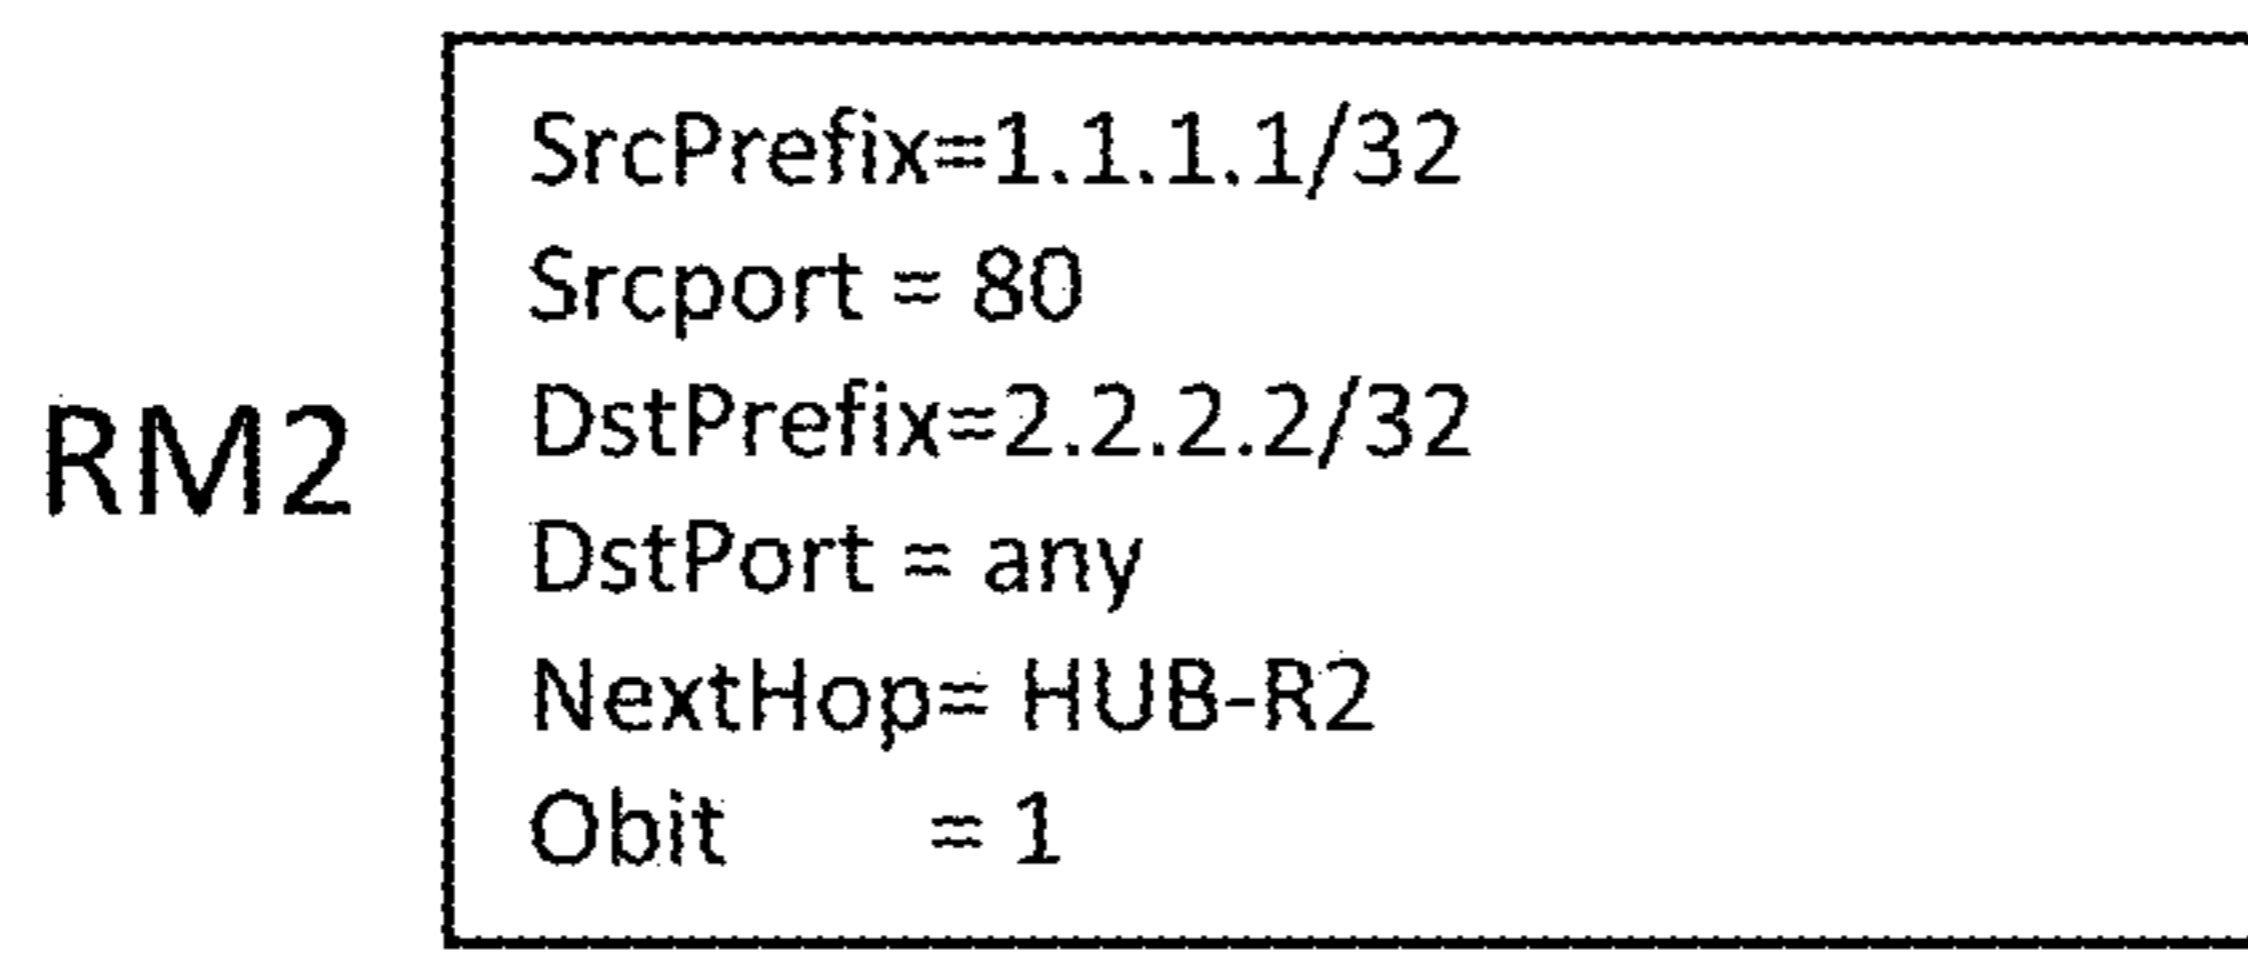 RM2
SrcPrefix=1.1.1.1/32
Srcport = 80
DstPrefix=2.2.2.2/32
DstPort = any
NextHop= HUB-R2
Obit = 1